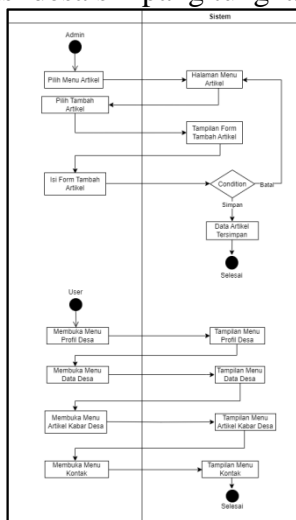 Sistem
Admin
Pilih Menu Artikel
Halaman Menu
Artikel
Pilih Tambah
Artikel
Tampilan Form
Tambah Artikel
Isi Form Tambah
Artikel
Condition
Batal
Simpan
Data Artikel
Tersimpan
Selesai
User
Membuka Menu
Profil Desa
Tampilan Menu
Profil Desa
Membuka Menu
Data Desa
Tampilan Menu
Data Desa
Membuka Menu
Artikel Kabar Desa
Tampilan Menu
Artikel Kabar Desa
Membuka Menu
Kontak
Tampilan Menu
Kontak
Selesai